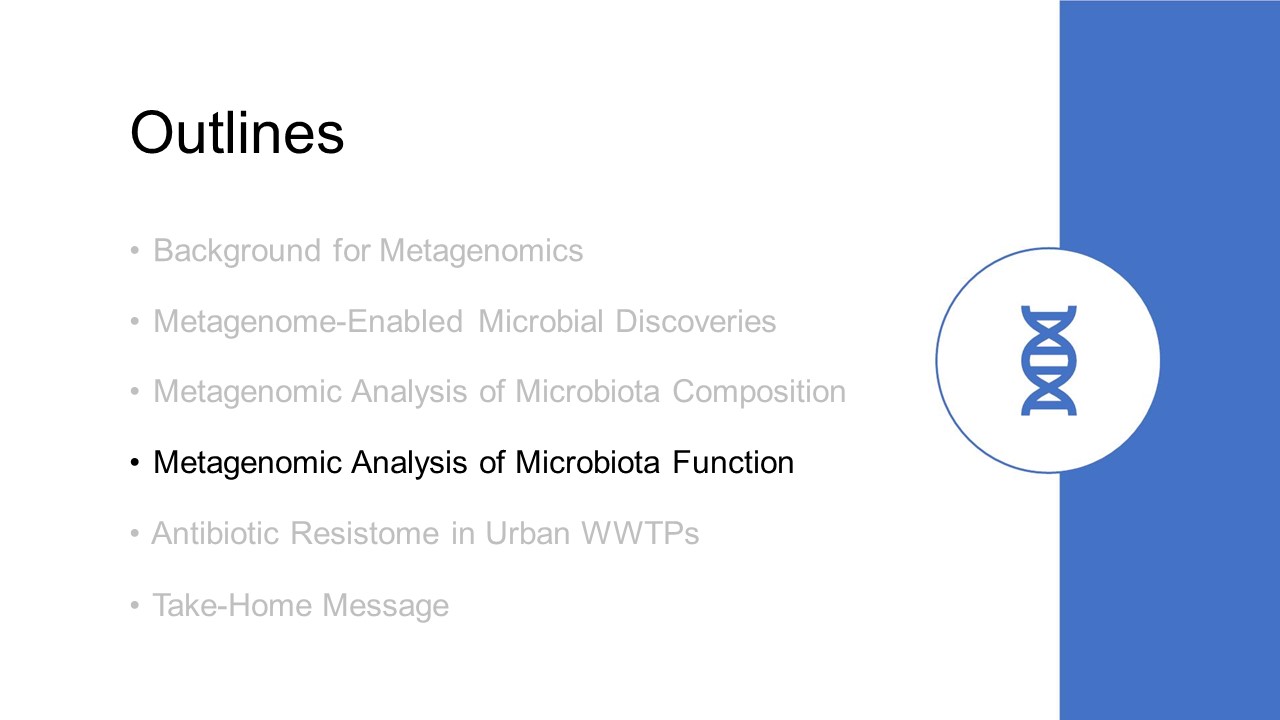 Outlines
• Background for Metagenomics
• Metagenome-Enabled Microbial Discoveries
• Metagenomic Analysis of Microbiota Composition
• Metagenomic Analysis of Microbiota Function
• Antibiotic Resistome in Urban WWTPs
• Take-Home Message